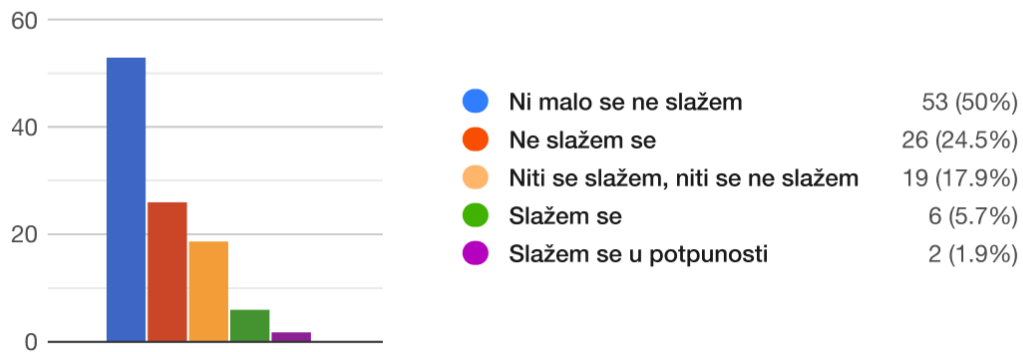 60
40
20
0
Ni malo se ne slažem 53 (50%)
Ne slažem se 26 (24.5%)
Niti se slažem, niti se ne slažem 19 (17.9%)
Slažem se 6 (5.7%)
Slažem se u potpunosti 2 (1.9%)